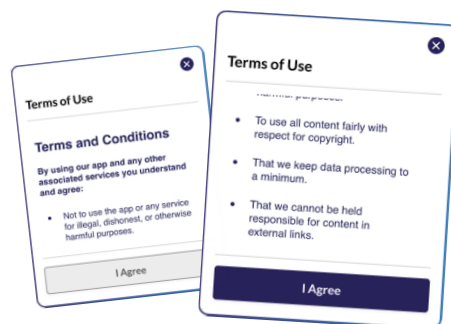 Terms of Use
Terms and Conditions
By using our app and any other
associated services you understand
and agree:
• Not to use the app or any service
for illegal, dishonest, or otherwise
harmful purposes.
I Agree
Terms of Use
harmful purposes.
• To use all content fairly with
respect for copyright.
• That we keep data processing to
a minimum.
• That we cannot be held
responsible for content in
external links.
I Agree